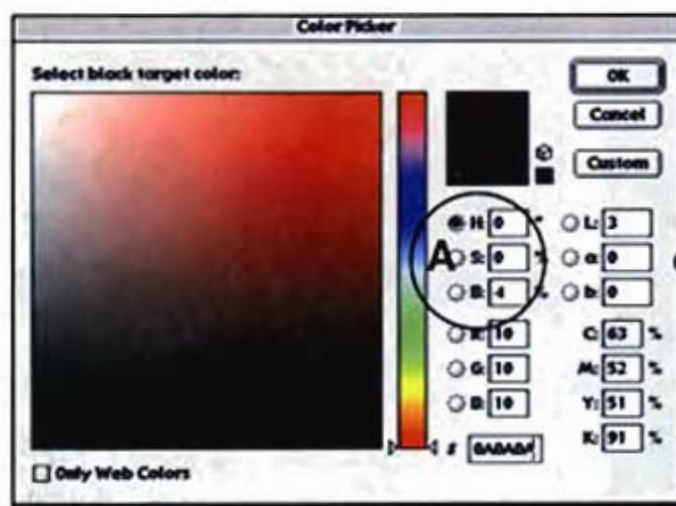 Color Picker
Select black target color:
OK
Cancel
Custom
A
H: 0 °
S: 0 %
B: 4 %
R: 10
G: 10
B: 10
# 0A0A0A
L: 3
a: 0
b: 0
C: 63 %
M: 52 %
Y: 51 %
K: 91 %
Only Web Colors